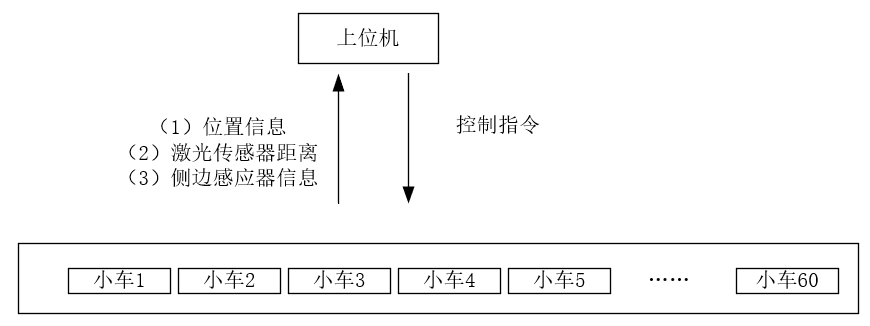 上位机
（1）位置信息
（2）激光传感器距离
（3）侧边感应器信息
控制指令
小车1 小车2 小车3 小车4 小车5 …… 小车60